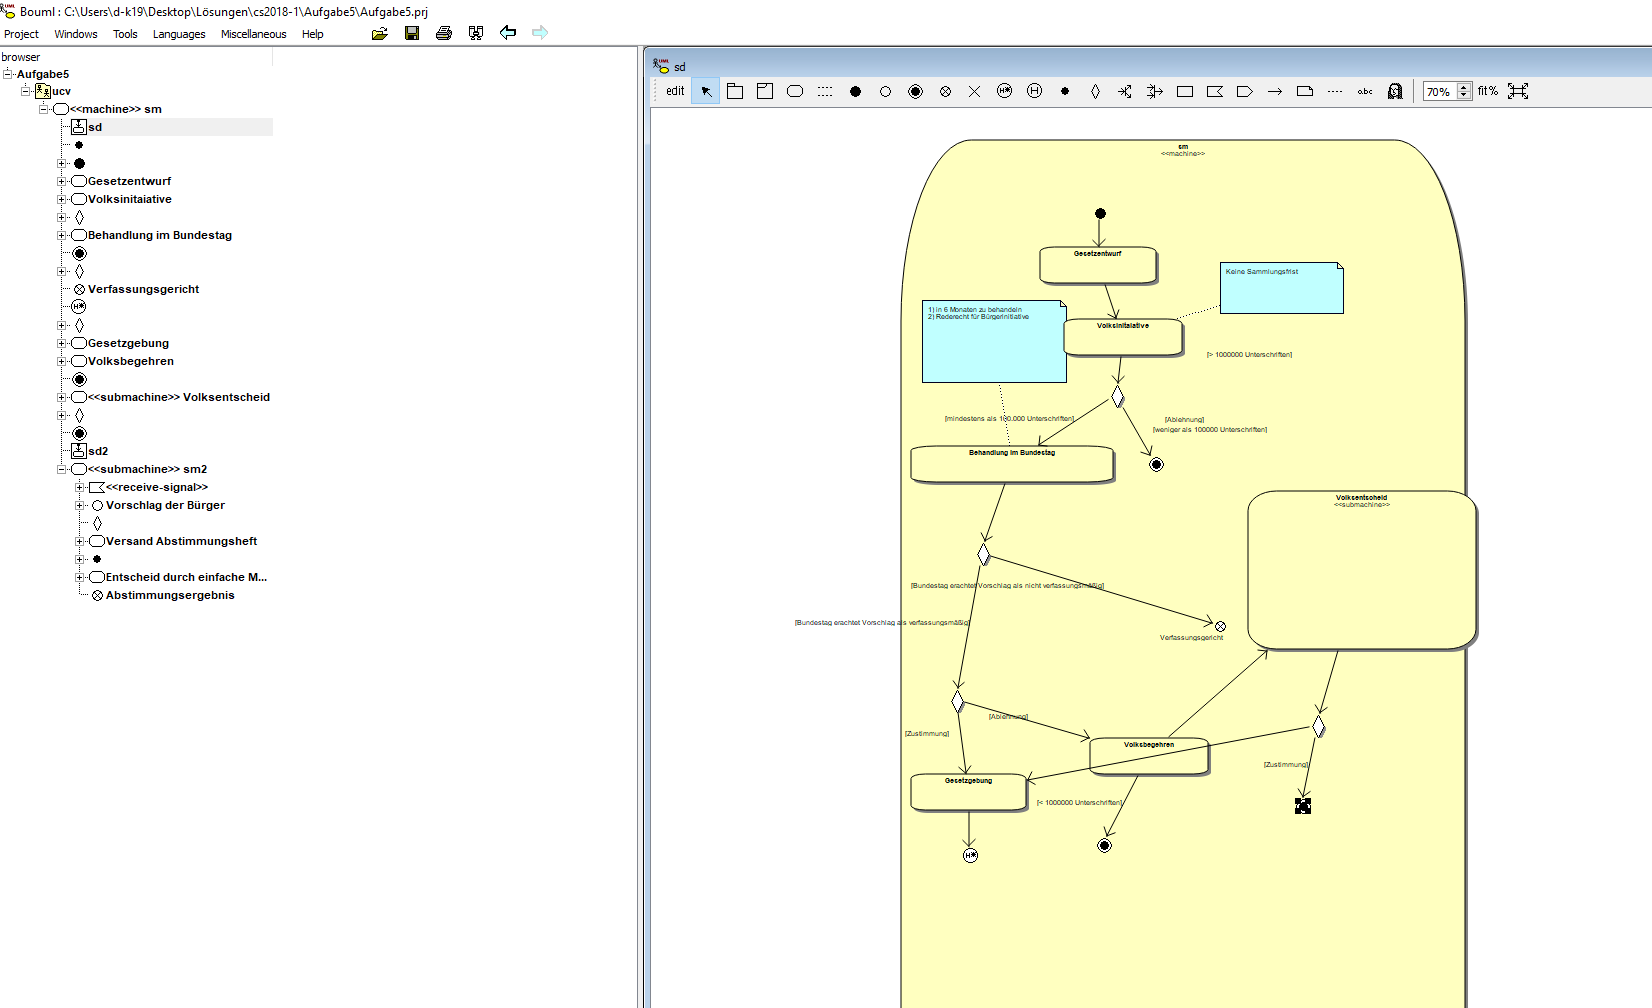 Bouml : C:\Users\d-k19\Desktop\Lösungen\cs2018-1\Aufgabe5\Aufgabe5.prj
Project Windows Tools Languages Miscellaneous Help
browser
Aufgabe5
ucv
<<machine>> sm
sd
Gesetzentwurf
Volksinitaiative
Behandlung im Bundestag
Verfassungsgericht
H*
Gesetzgebung
Volksbegehren
<<submachine>> Volksentscheid
sd2
<<submachine>> sm2
<<receive-signal>>
Vorschlag der Bürger
Versand Abstimmungsheft
Entscheid durch einfache M...
Abstimmungsergebnis
sd
edit H* H abc 70% fit%
sm
<<machine>>
Gesetzentwurf
Keine Sammlungsfrist
1) in 6 Monaten zu behandeln
2) Rederecht für Bürgerinitiative
Volksinitaiative
[> 1000000 Unterschriften]
[mindestens als 100.000 Unterschriften]
[Ablehnung]
[weniger als 100000 Unterschriften]
Behandlung im Bundestag
Volksentscheid
<<submachine>>
[Bundestag erachtet Vorschlag als nicht verfassungsmäßig]
[Bundestag erachtet Vorschlag als verfassungsmäßig]
Verfassungsgericht
[Ablehnung]
[Zustimmung]
Volksbegehren
[Zustimmung]
Gesetzgebung
[< 1000000 Unterschriften]
H*